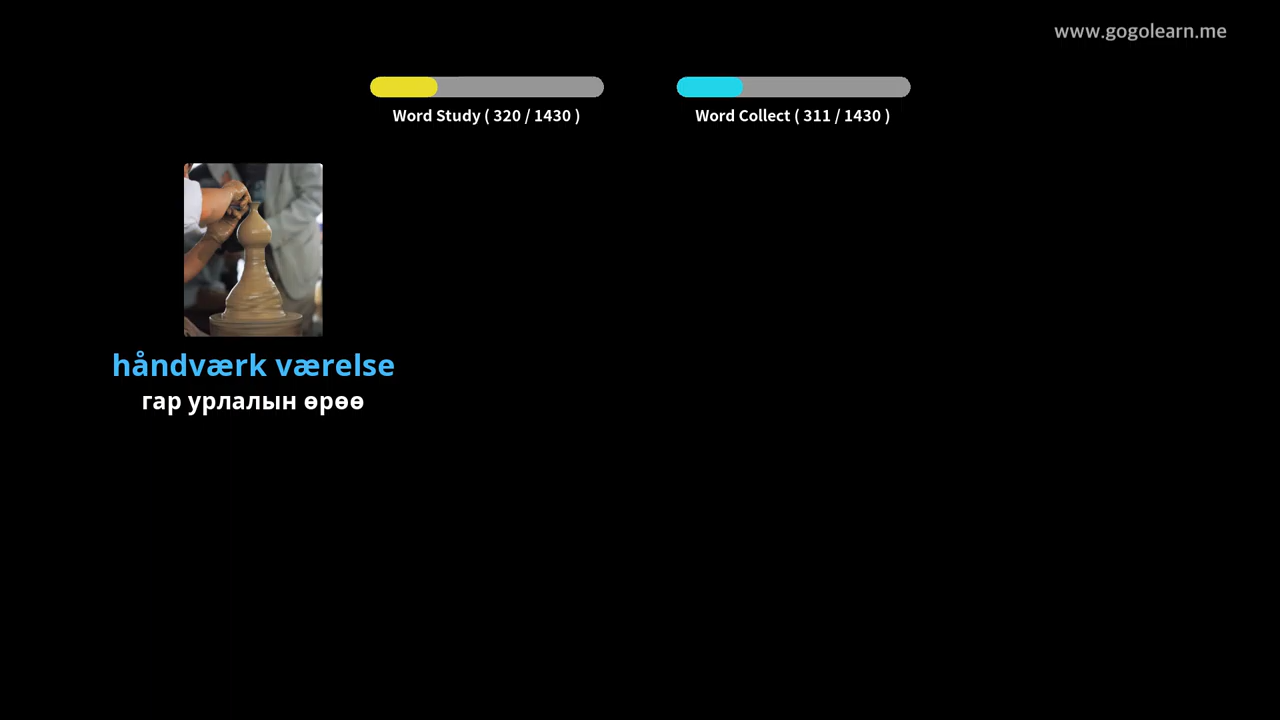 www.gogolearn.me
Word Study ( 320 / 1430 )
Word Collect ( 311 / 1430 )
håndværk værelse
гар урлалын өрөө